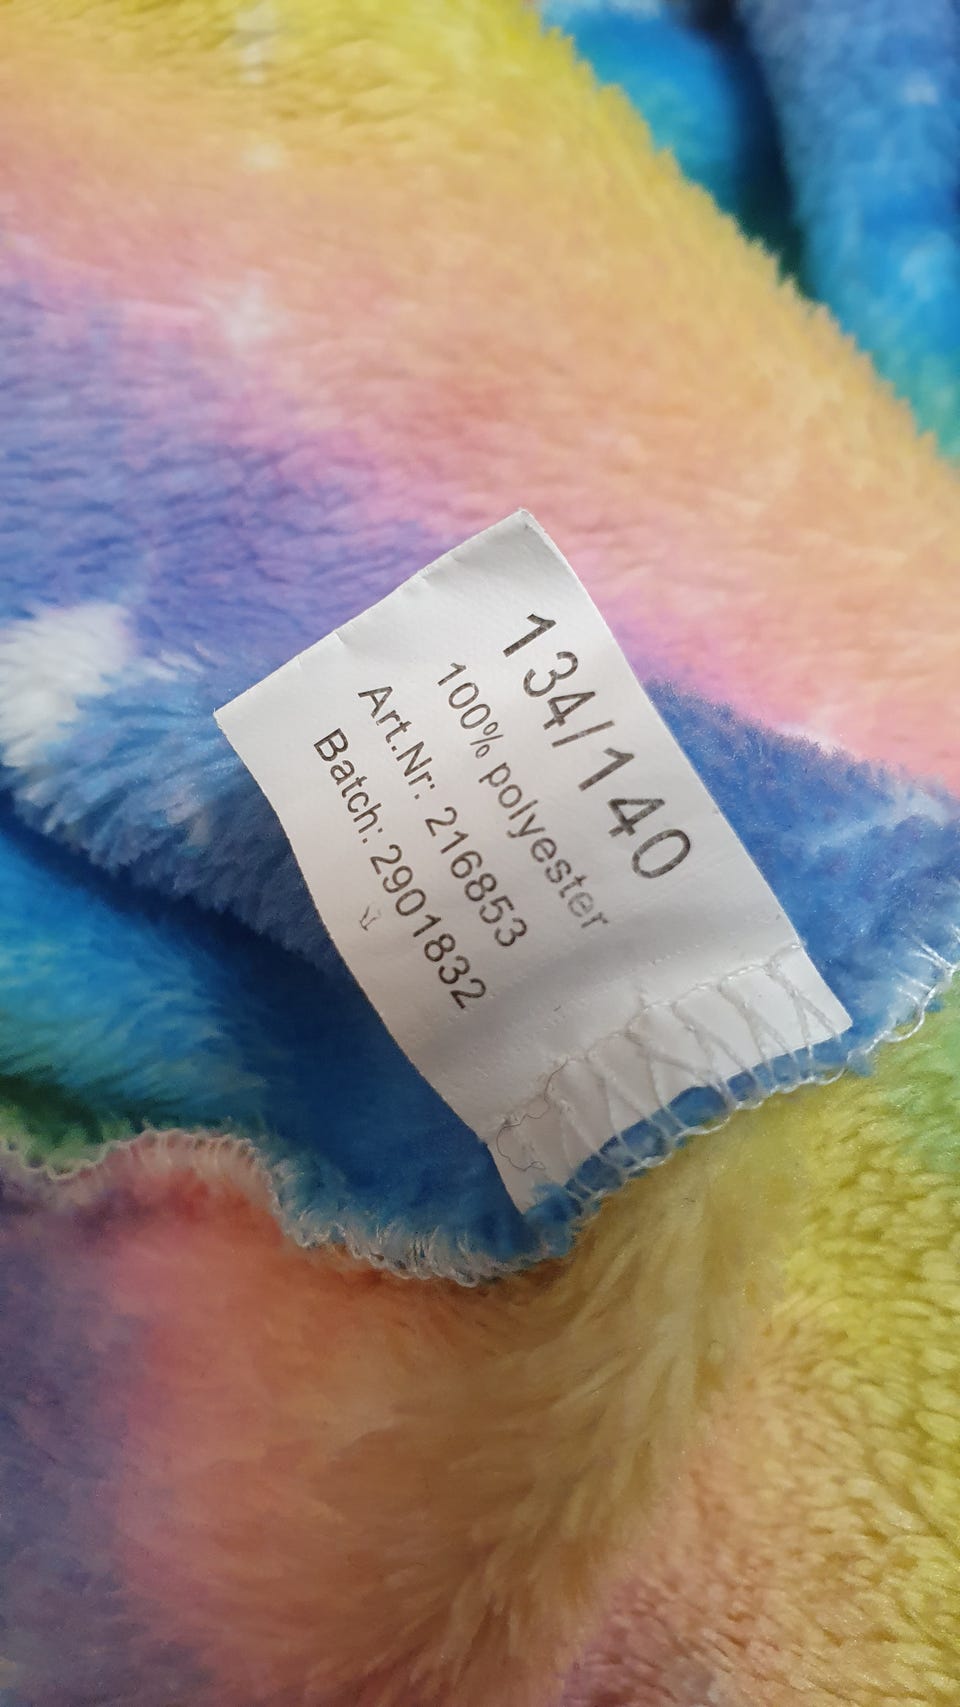 134/140
100% polyester
Art.Nr: 216853
Batch: 2901832